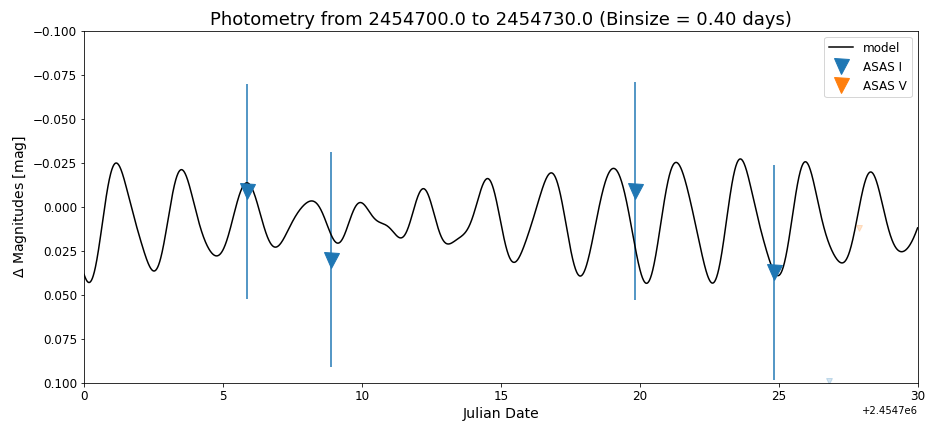 Photometry from 2454700.0 to 2454730.0 (Binsize = 0.40 days)
−0.100
−0.075
−0.050
−0.025
0.000
0.025
0.050
0.075
0.100
Δ Magnitudes [mag]
model
ASAS I
ASAS V
0 5 10 15 20 25 30
+2.4547e6
Julian Date